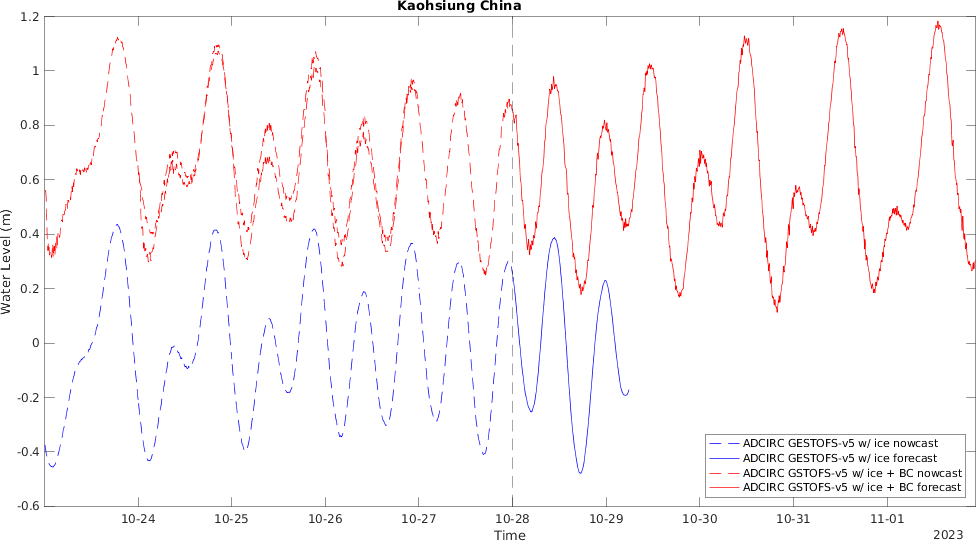 Kaohsiung China
1.2
1
0.8
0.6
0.4
0.2
0
-0.2
-0.4
-0.6
Water Level (m)
10-24 10-25 10-26 10-27 10-28 10-29 10-30 10-31 11-01
Time
2023
ADCIRC GESTOFS-v5 w/ ice nowcast
ADCIRC GESTOFS-v5 w/ ice forecast
ADCIRC GSTOFS-v5 w/ ice + BC nowcast
ADCIRC GSTOFS-v5 w/ ice + BC forecast